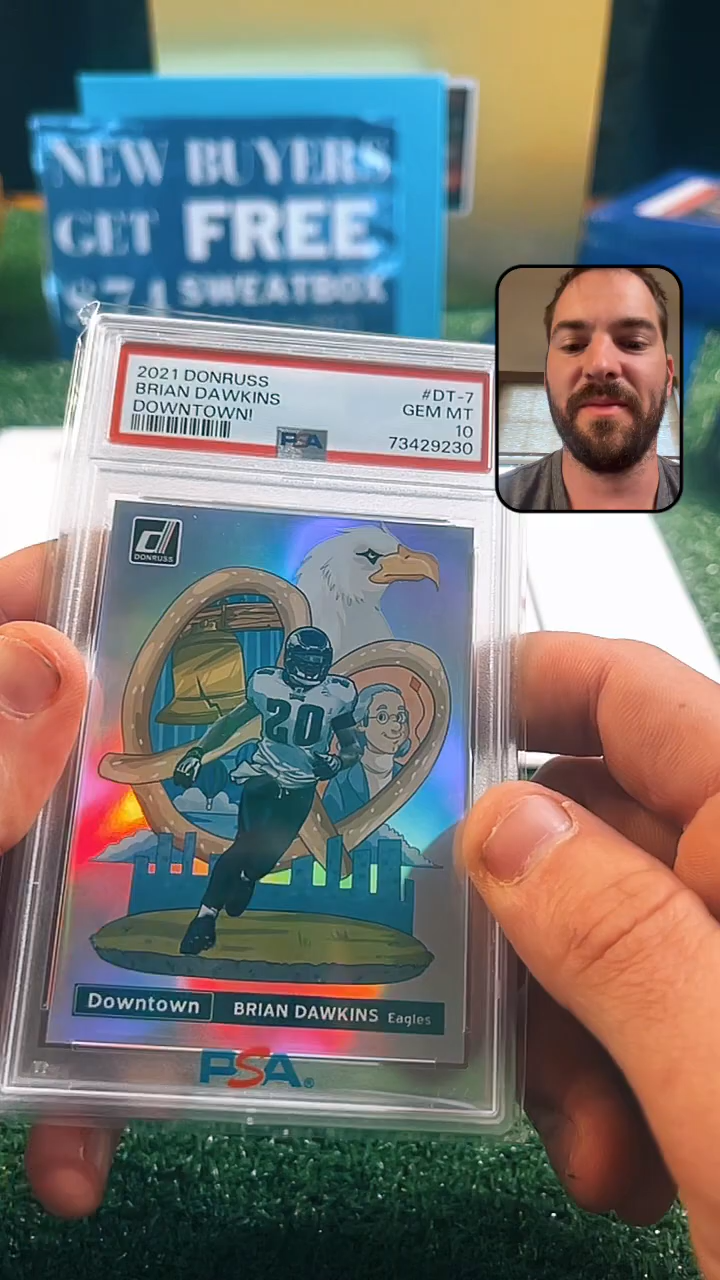 NEW BUYERS
GET FREE
$74 SWEATBOX
2021 DONRUSS
#DT-7
BRIAN DAWKINS
GEM MT
DOWNTOWN!
10
PSA
73429230
d
DONRUSS
20
Downtown
BRIAN DAWKINS Eagles
PSA®